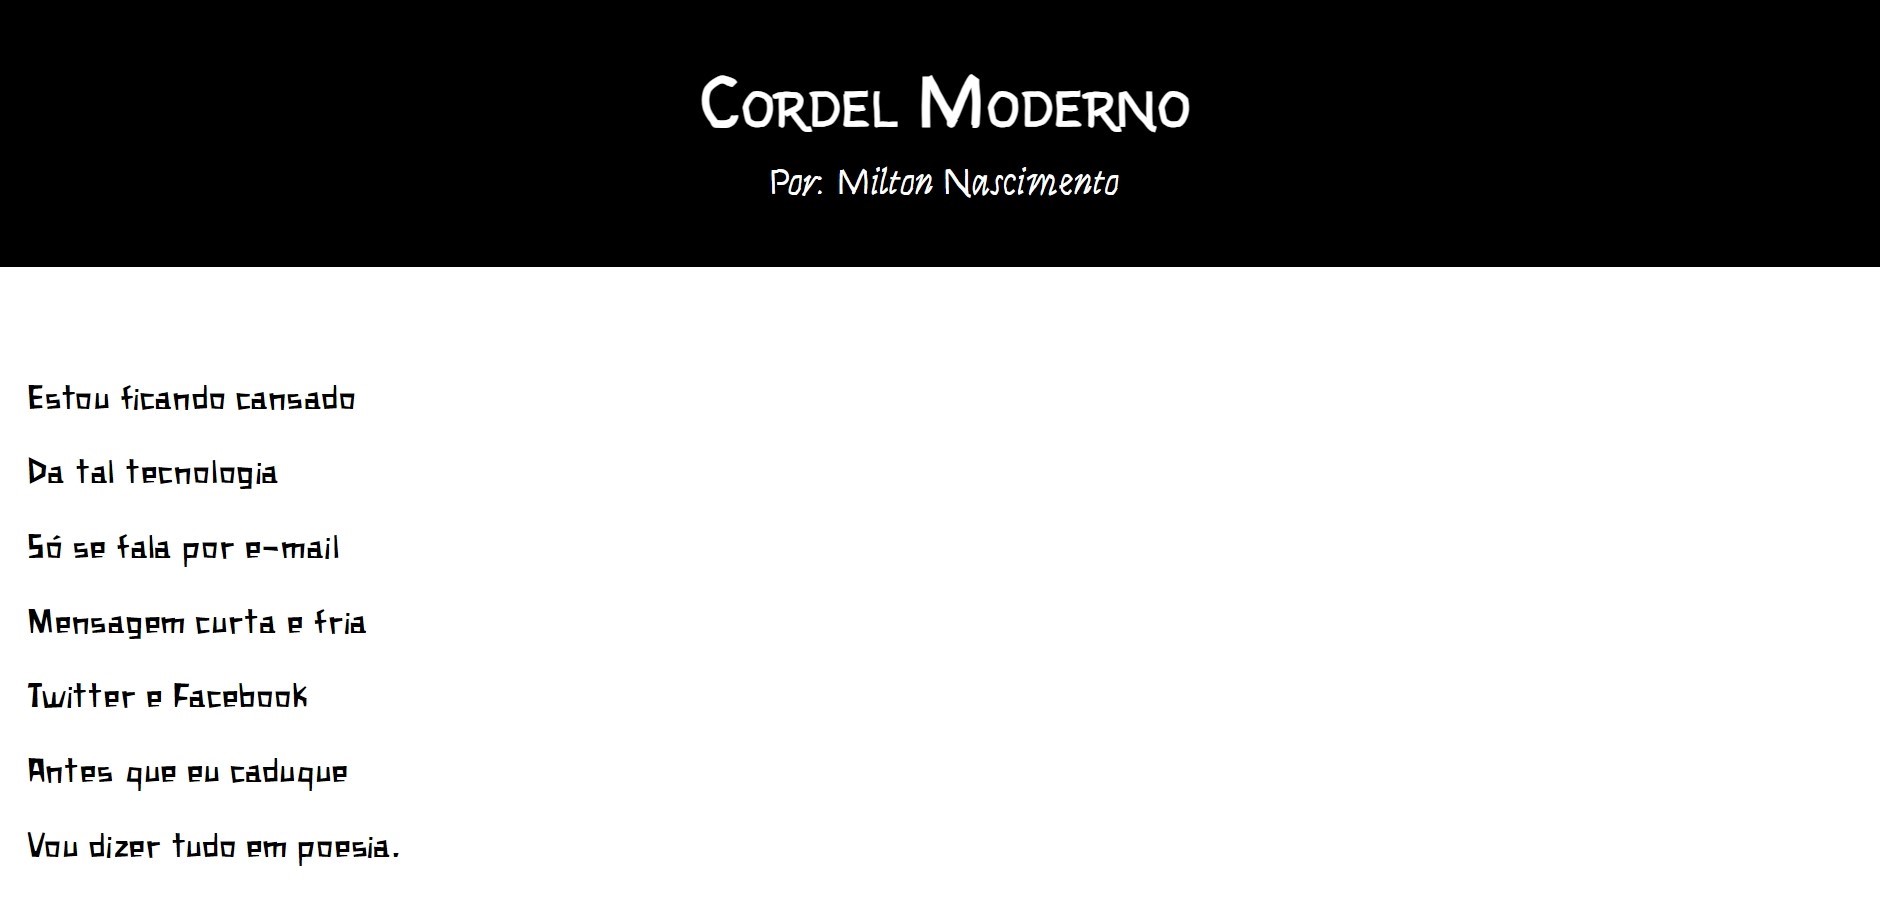 Cordel Moderno
Por: Milton Nascimento
Estou ficando cansado
Da tal tecnologia
Só se fala por e-mail
Mensagem curta e fria
Twitter e Facebook
Antes que eu caduque
Vou dizer tudo em poesia.